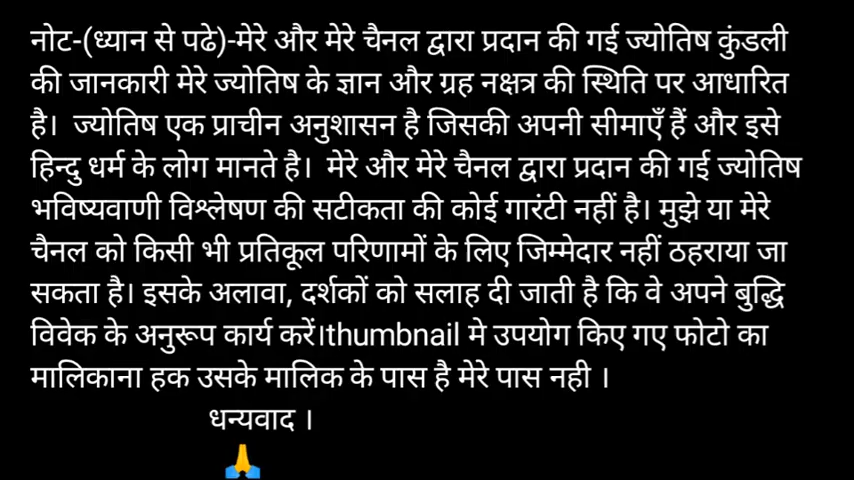 नोट-(ध्यान से पढे)-मेरे और मेरे चैनल द्वारा प्रदान की गई ज्योतिष कुंडली
की जानकारी मेरे ज्योतिष के ज्ञान और ग्रह नक्षत्र की स्थिति पर आधारित
है। ज्योतिष एक प्राचीन अनुशासन है जिसकी अपनी सीमाएँ हैं और इसे
हिन्दु धर्म के लोग मानते है। मेरे और मेरे चैनल द्वारा प्रदान की गई ज्योतिष
भविष्यवाणी विश्लेषण की सटीकता की कोई गारंटी नहीं है। मुझे या मेरे
चैनल को किसी भी प्रतिकूल परिणामों के लिए जिम्मेदार नहीं ठहराया जा
सकता है। इसके अलावा, दर्शकों को सलाह दी जाती है कि वे अपने बुद्धि
विवेक के अनुरूप कार्य करें।thumbnail मे उपयोग किए गए फोटो का
मालिकाना हक उसके मालिक के पास है मेरे पास नही ।
धन्यवाद ।
🙏